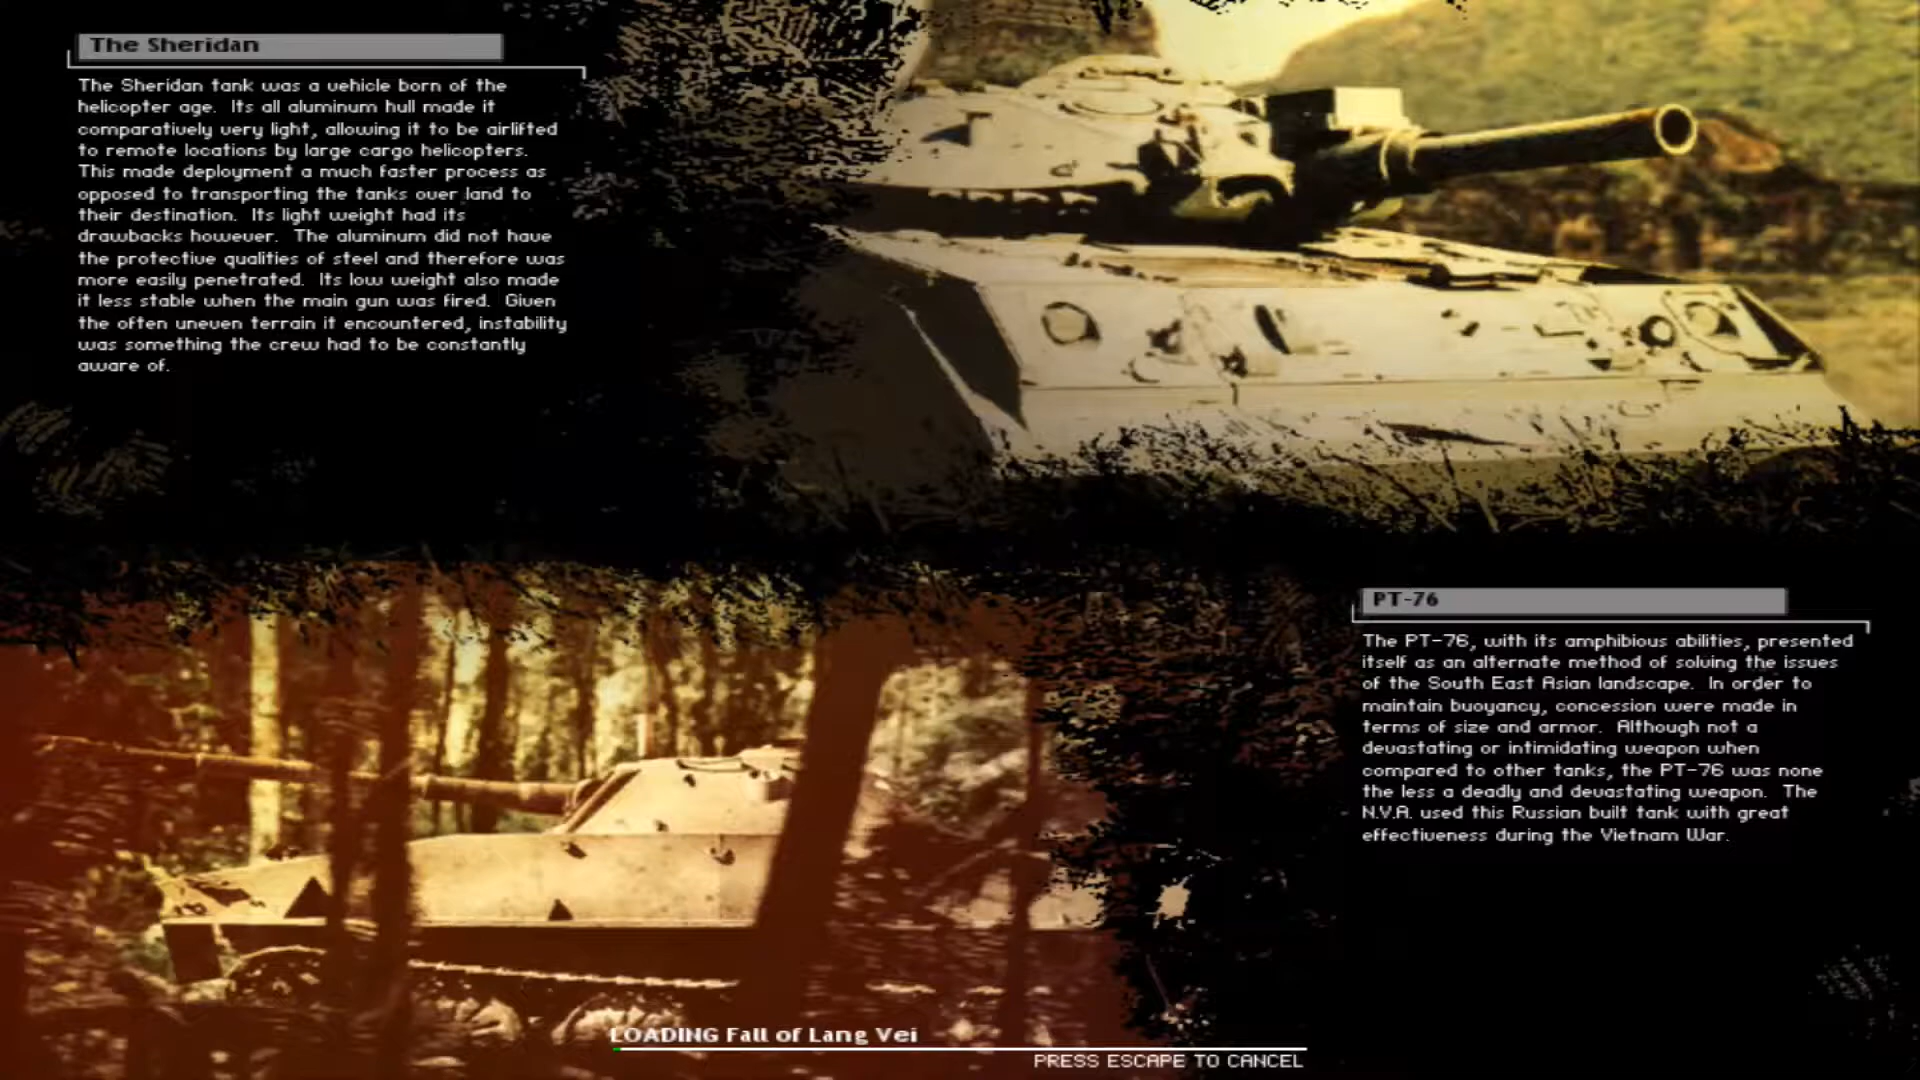 The Sheridan
The Sheridan tank was a vehicle born of the
helicopter age. Its all aluminum hull made it
comparatively very light, allowing it to be airlifted
to remote locations by large cargo helicopters.
This made deployment a much faster process as
opposed to transporting the tanks over land to
their destination. Its light weight had its
drawbacks however. The aluminum did not have
the protective qualities of steel and therefore was
more easily penetrated. Its low weight also made
it less stable when the main gun was fired. Given
the often uneven terrain it encountered, instability
was something the crew had to be constantly
aware of.
PT-76
The PT-76, with its amphibious abilities, presented
itself as an alternate method of solving the issues
of the South East Asian landscape. In order to
maintain buoyancy, concession were made in
terms of size and armor. Although not a
devastating or intimidating weapon when
compared to other tanks, the PT-76 was none
the less a deadly and devastating weapon. The
N.V.A. used this Russian built tank with great
effectiveness during the Vietnam War.
LOADING Fall of Lang Vei
PRESS ESCAPE TO CANCEL